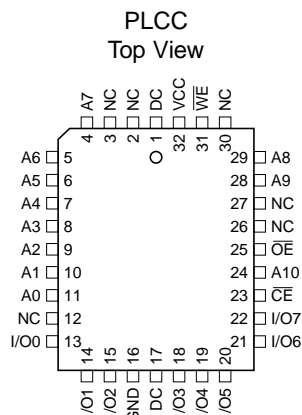 PLCC
Top View
A7 NC NC DC VCC WE NC
4 3 2 1 32 31 30
A6 5 29 A8
A5 6 28 A9
A4 7 27 NC
A3 8 26 NC
A2 9 25 OE
A1 10 24 A10
A0 11 23 CE
NC 12 22 I/O7
I/O0 13 21 I/O6
14 15 16 17 18 19 20
/O1 /O2 GND DC /O3 /O4 /O5